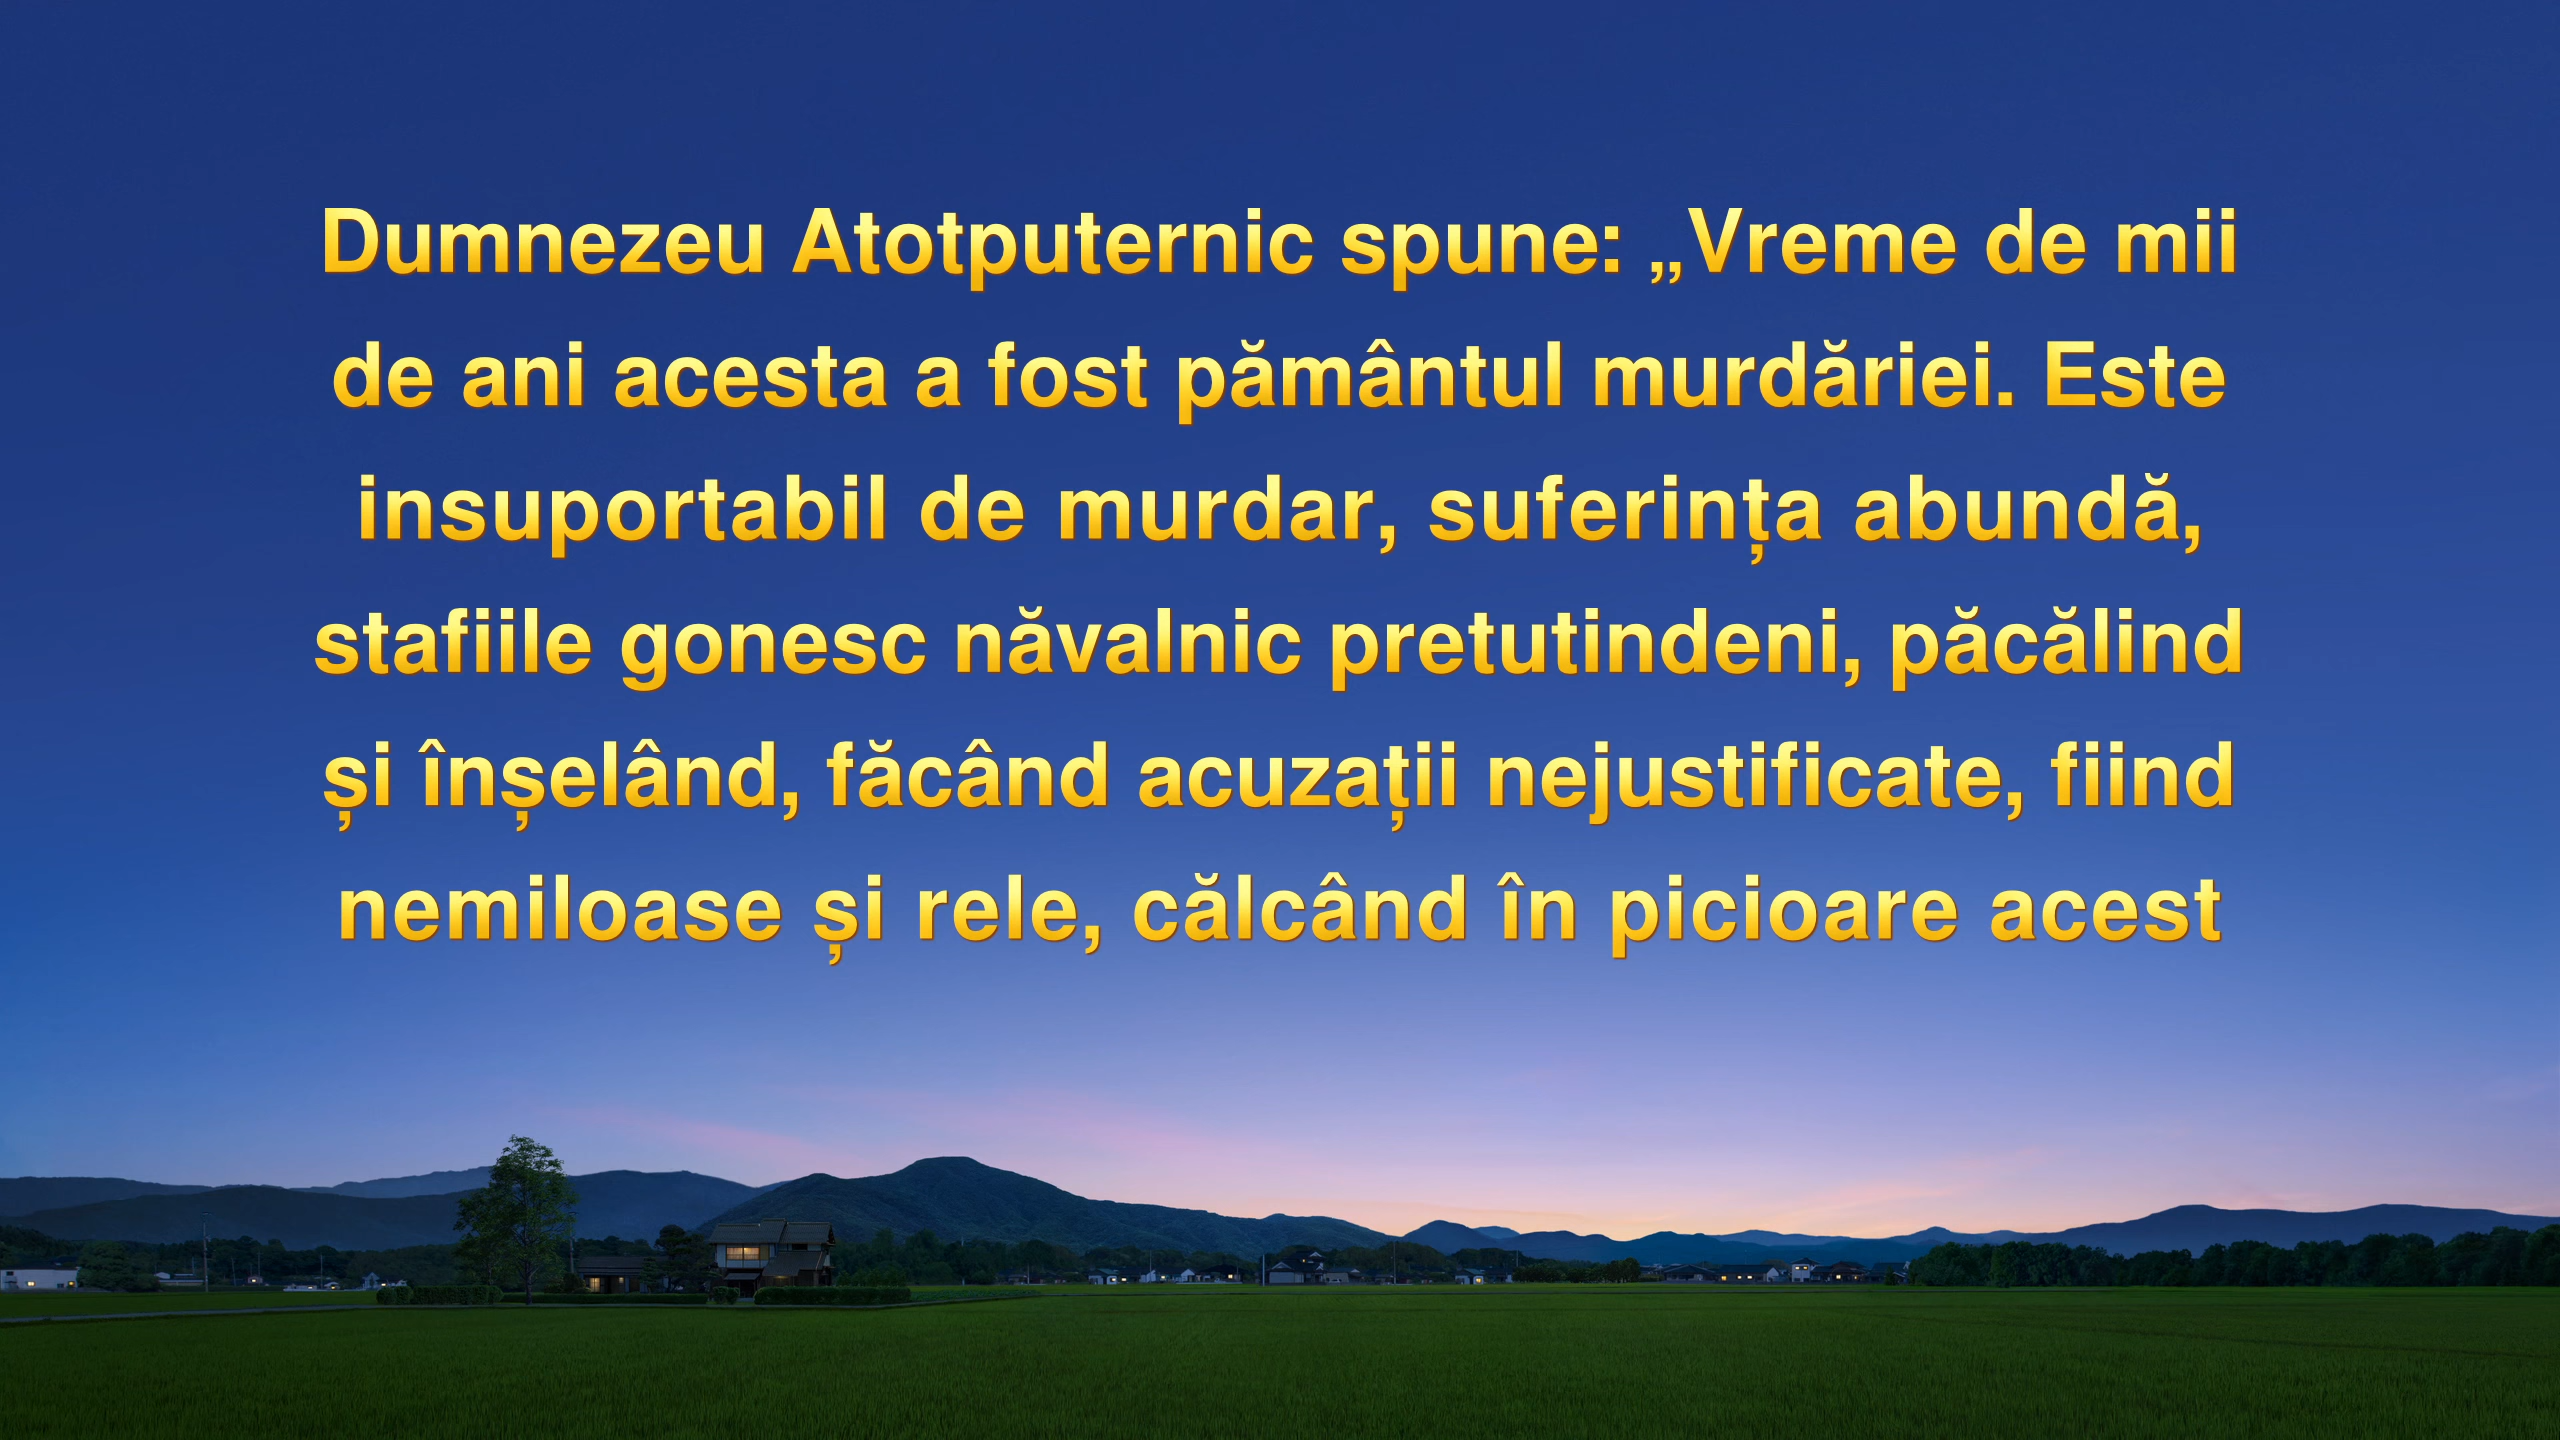 Dumnezeu Atotputernic spune: „Vreme de mii
de ani acesta a fost pământul murdăriei. Este
insuportabil de murdar, suferința abundă,
stafiile gonesc năvalnic pretutindeni, păcălind
și înșelând, făcând acuzații nejustificate, fiind
nemiloase și rele, călcând în picioare acest